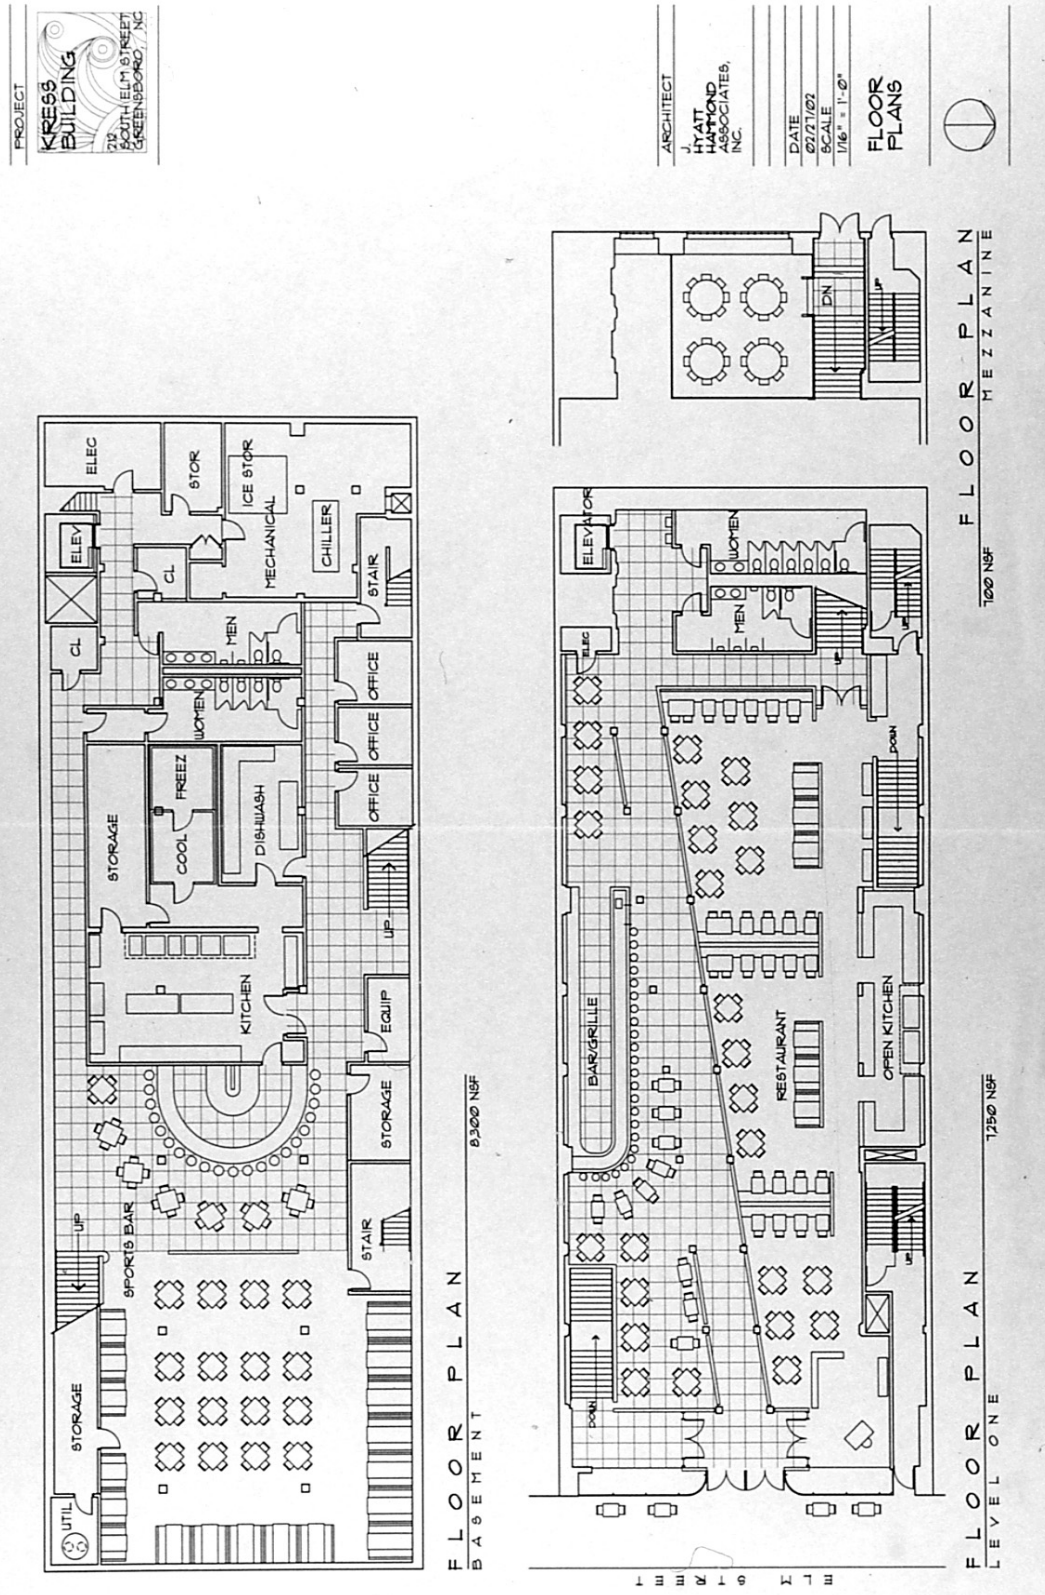 PROJECT
KRESS
BUILDING
212
SOUTH ELM STREET
GREENSBORO, NC
ARCHITECT
J.
HYATT
HAMMOND
ASSOCIATES,
INC.
DATE
02/27/02
SCALE
1/16" = 1'-0"
FLOOR
PLANS
ELEC
STOR
ICE STOR
MECHANICAL
CHILLER
ELEV
CL
STAIR
CL
MEN
WOMEN
OFFICE
OFFICE
OFFICE
STORAGE
FREEZ
COOL
DISHWASH
UP
KITCHEN
EQUIP
STORAGE
SPORTS BAR
UP
STAIR
STORAGE
UTIL
FLOOR PLAN
BASEMENT
8,300 NSF
DN
UP
FLOOR PLAN
MEZZANINE
700 NSF
ELEVATOR
WOMEN
MEN
ELEC
UP
UP
DOWN
BAR/GRILLE
RESTAURANT
OPEN KITCHEN
UP
DOWN
FLOOR PLAN
LEVEL ONE
7,250 NSF
ELM STREET